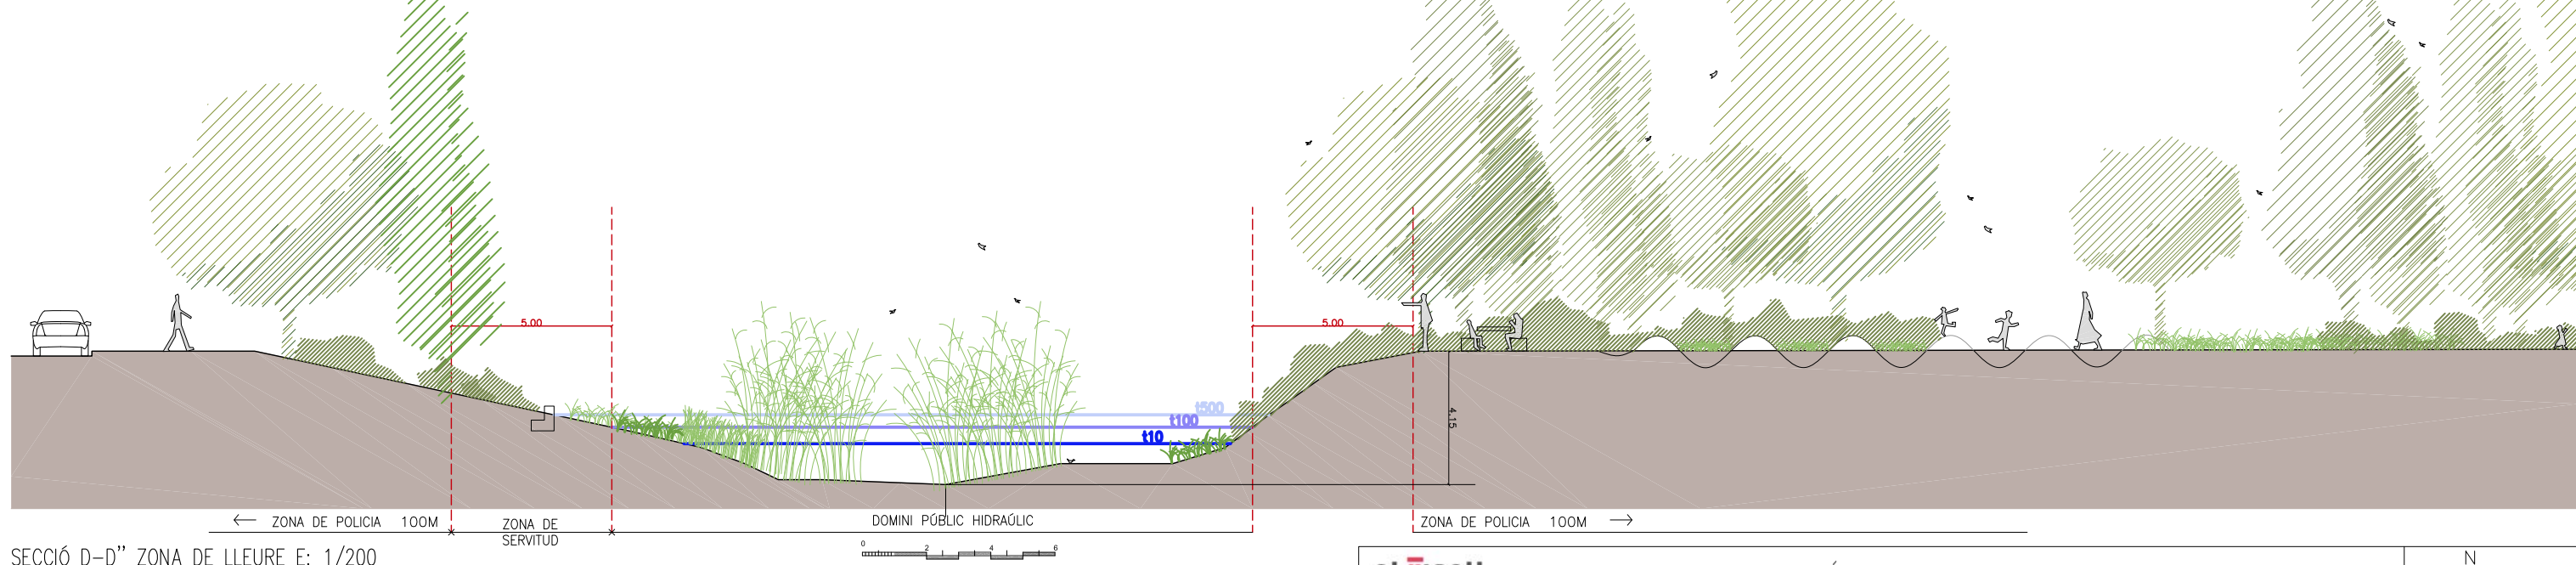 5.00
5.00
t500
t100
t10
4.15
ZONA DE POLICIA 100M
ZONA DE
SERVITUD
DOMINI PÚBLIC HIDRAÚLIC
ZONA DE POLICIA 100M
0 2 4 6
SECCIÓ D-D" ZONA DE LLEURE E: 1/200
N